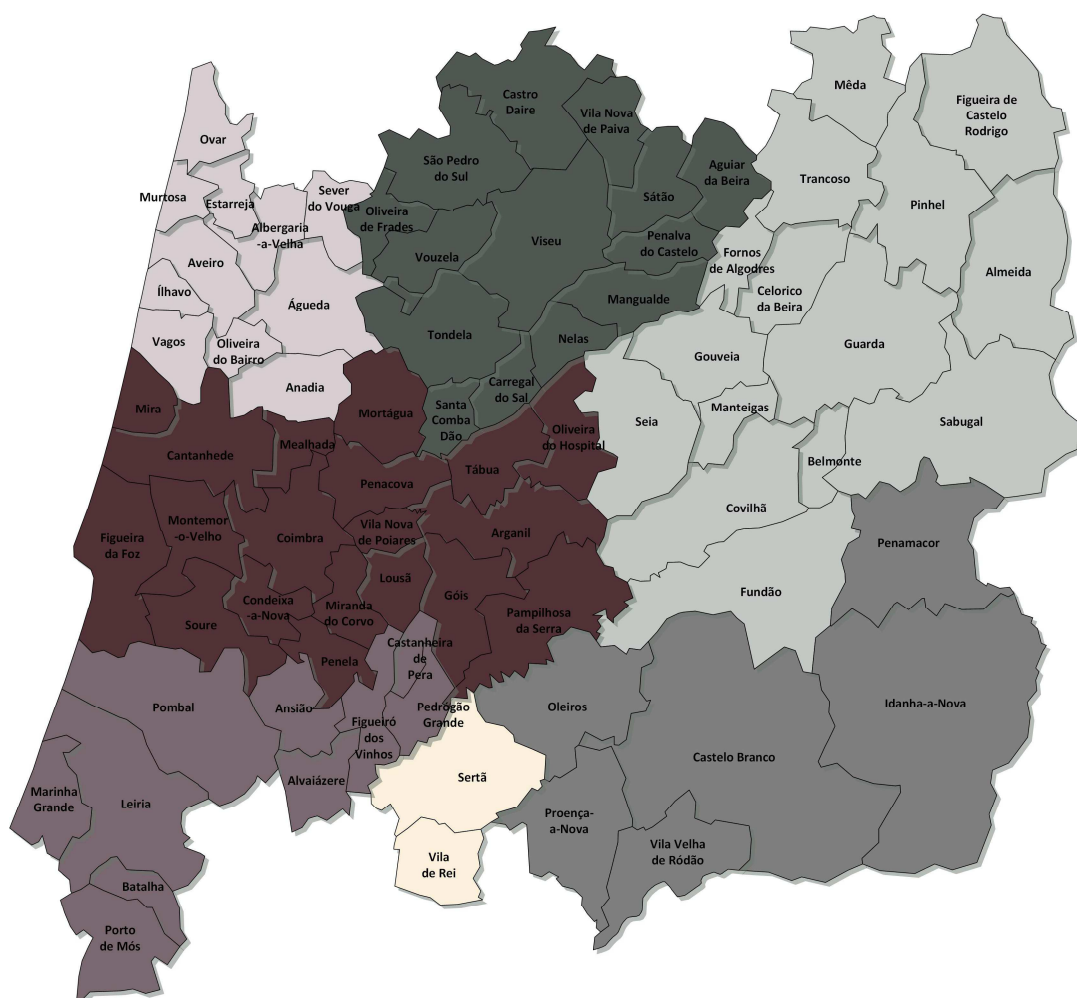 Mêda
Figueira de
Castelo
Rodrigo
Castro
Daire
Vila Nova
de Paiva
Ovar
São Pedro
do Sul
Aguiar
da Beira
Trancoso
Murtosa
Estarreja
Sever
do Vouga
Sátão
Pinhel
Oliveira
de Frades
Albergaria
-a-Velha
Viseu
Penalva
do Castelo
Vouzela
Fornos
de Algodres
Aveiro
Almeida
Ílhavo
Águeda
Mangualde
Celorico
da Beira
Vagos
Oliveira
do Bairro
Tondela
Nelas
Gouveia
Guarda
Anadia
Carregal
do Sal
Mira
Mortágua
Santa
Comba
Dão
Manteigas
Seia
Sabugal
Mealhada
Oliveira
do Hospital
Cantanhede
Tábua
Belmonte
Penacova
Covilhã
Montemor
-o-Velho
Vila Nova
de Poiares
Figueira
da Foz
Coimbra
Arganil
Penamacor
Lousã
Góis
Fundão
Condeixa
-a-Nova
Miranda
do Corvo
Pampilhosa
da Serra
Soure
Castanheira
de
Pera
Penela
Pombal
Ansião
Pedrógão
Grande
Oleiros
Idanha-a-Nova
Figueiró
dos
Vinhos
Castelo Branco
Sertã
Alvaiázere
Marinha
Grande
Leiria
Proença-
a-Nova
Vila Velha
de Ródão
Vila
de Rei
Batalha
Porto
de Mós